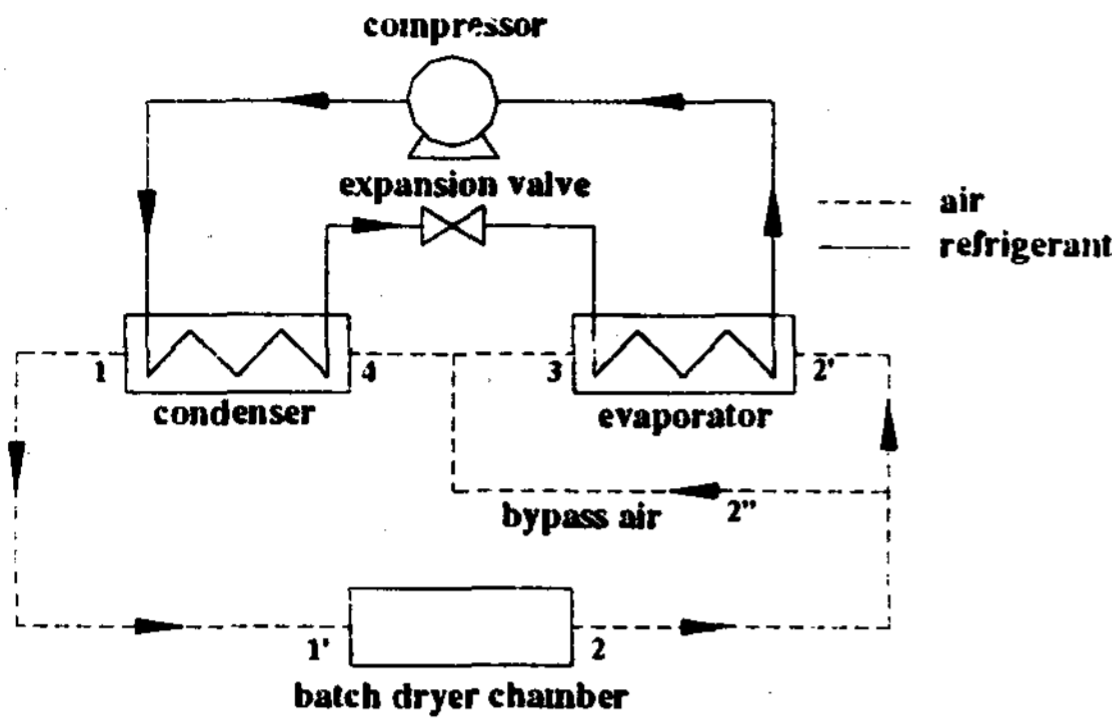 compressor
expansion valve
air
refrigerant
1
4
3
2'
condenser
evaporator
bypass air
2"
1'
2
batch dryer chamber